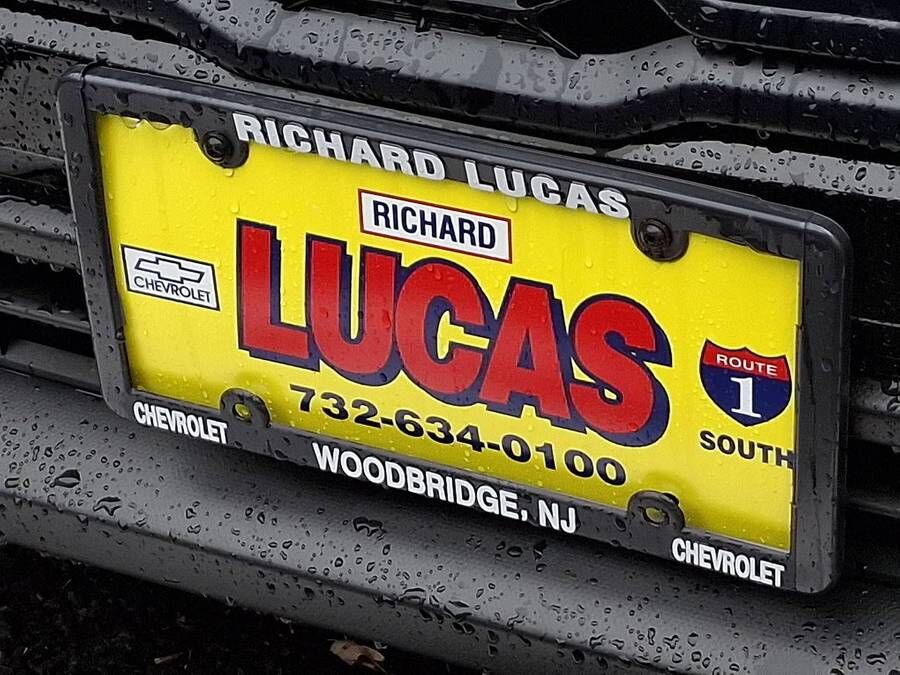 RICHARD LUCAS
RICHARD
LUCAS
CHEVROLET
ROUTE
1
SOUTH
732-634-0100
CHEVROLET
WOODBRIDGE, NJ
CHEVROLET